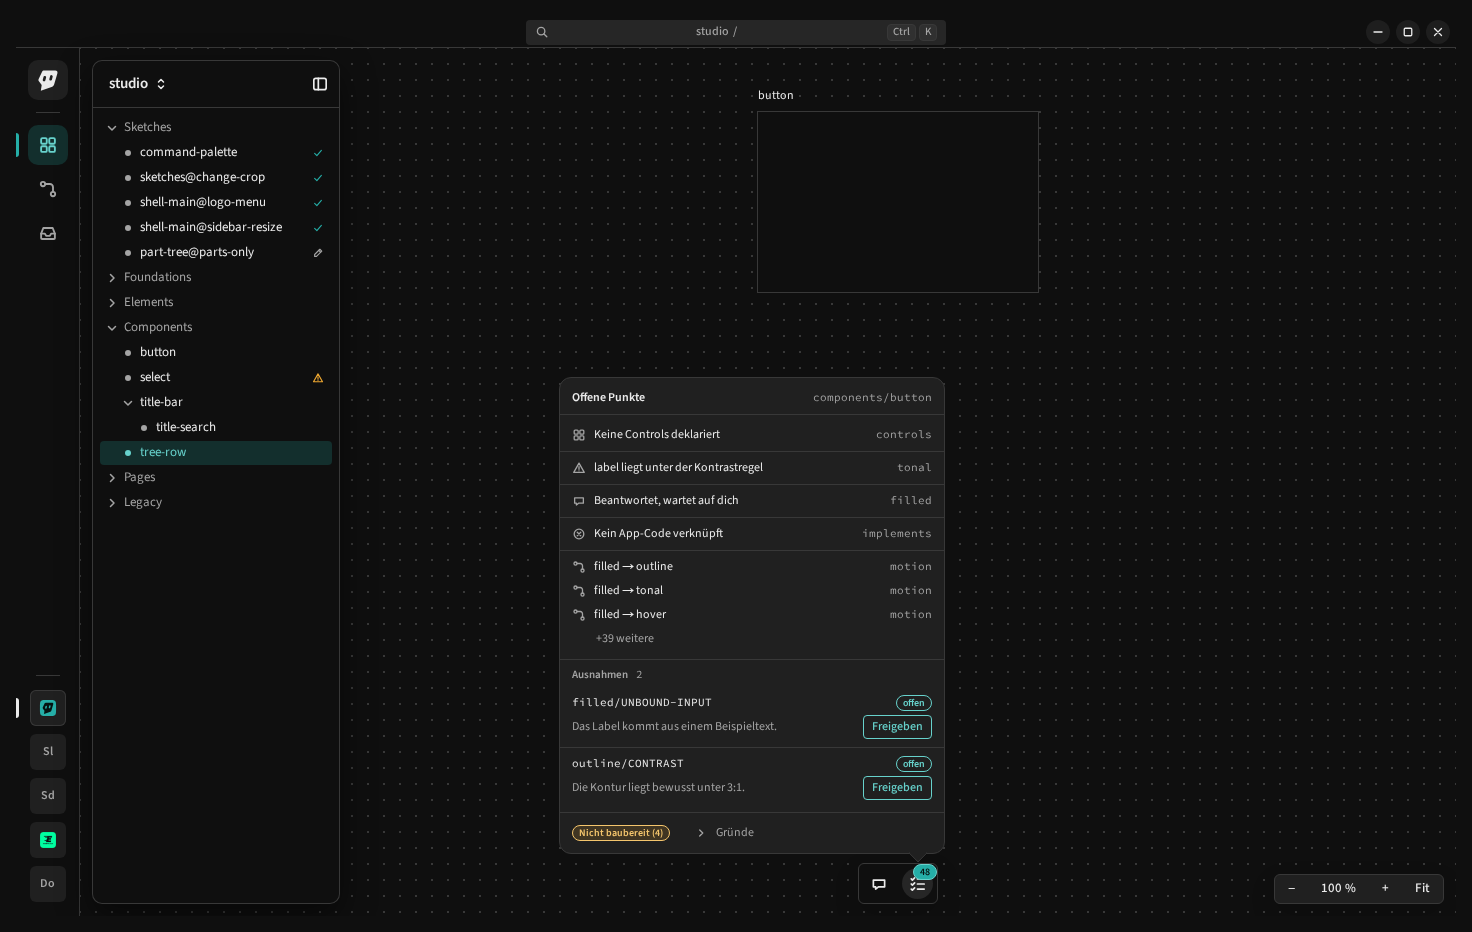 studio /
Ctrl K
studio
Sketches
command-palette
sketches@change-crop
shell-main@logo-menu
shell-main@sidebar-resize
part-tree@parts-only
Foundations
Elements
Components
button
select
title-bar
title-search
tree-row
Pages
Legacy
Sl
Sd
Do
button
Offene Punkte components/button
Keine Controls deklariert controls
label liegt unter der Kontrastregel tonal
Beantwortet, wartet auf dich filled
Kein App-Code verknüpft implements
filled → outline motion
filled → tonal motion
filled → hover motion
+39 weitere
Ausnahmen 2
filled/UNBOUND-INPUT offen
Das Label kommt aus einem Beispieltext. Freigeben
outline/CONTRAST offen
Die Kontur liegt bewusst unter 3:1. Freigeben
Nicht baubereit (4) Gründe
48
− 100 % + Fit